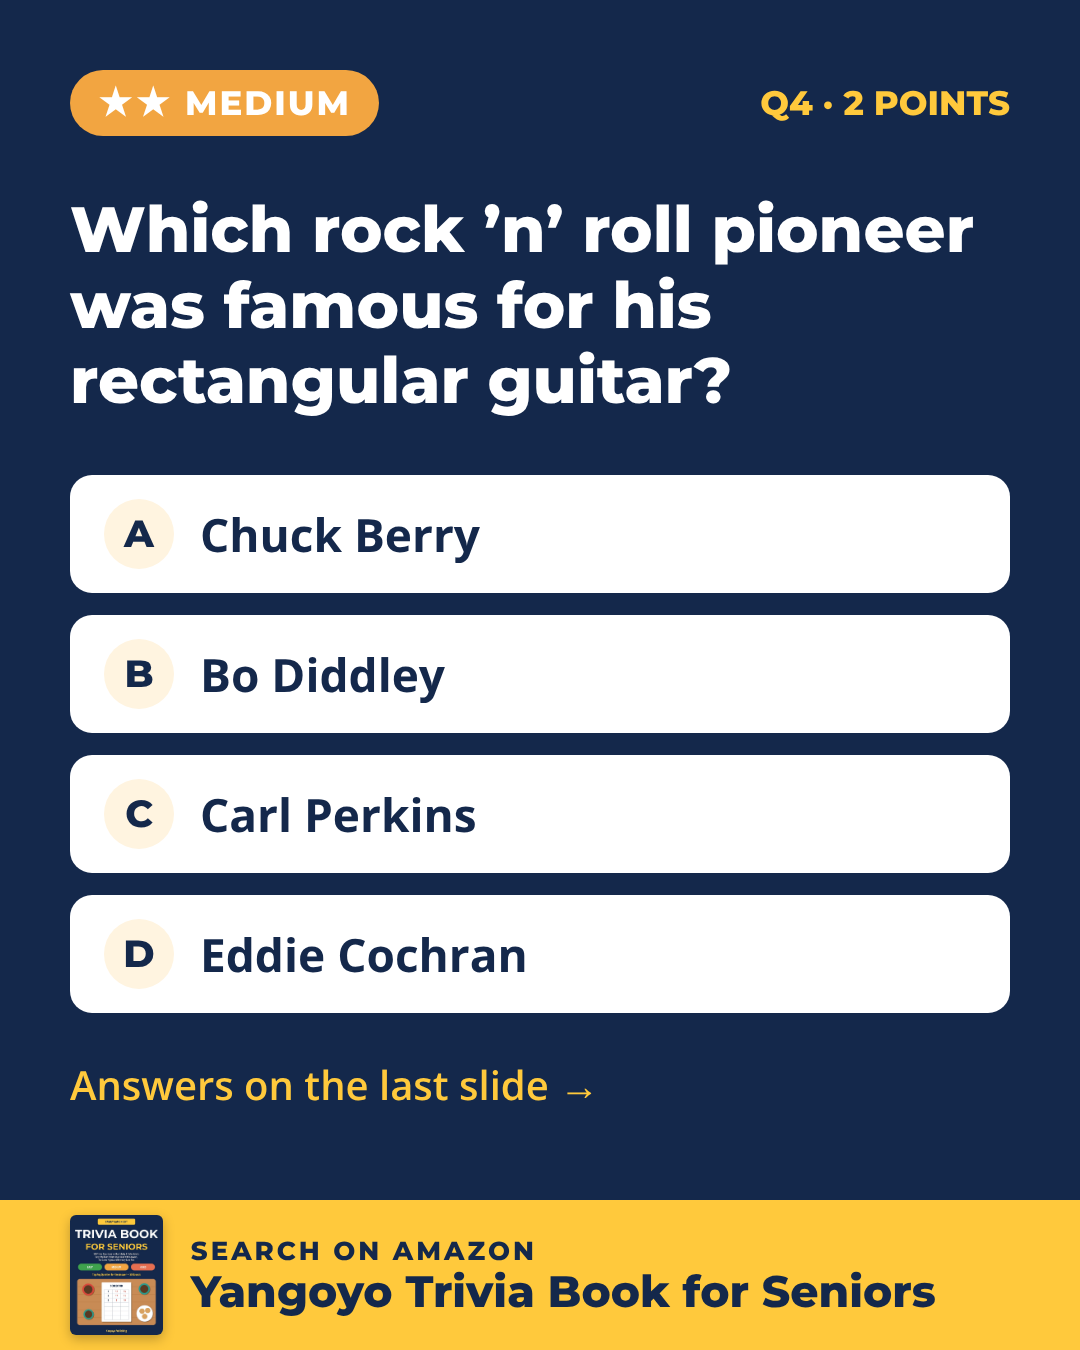 ★★ MEDIUM
Q4 · 2 POINTS
Which rock ’n’ roll pioneer
was famous for his
rectangular guitar?
A Chuck Berry
B Bo Diddley
C Carl Perkins
D Eddie Cochran
Answers on the last slide →
TRIVIA BOOK
FOR SENIORS
SEARCH ON AMAZON
Yangoyo Trivia Book for Seniors